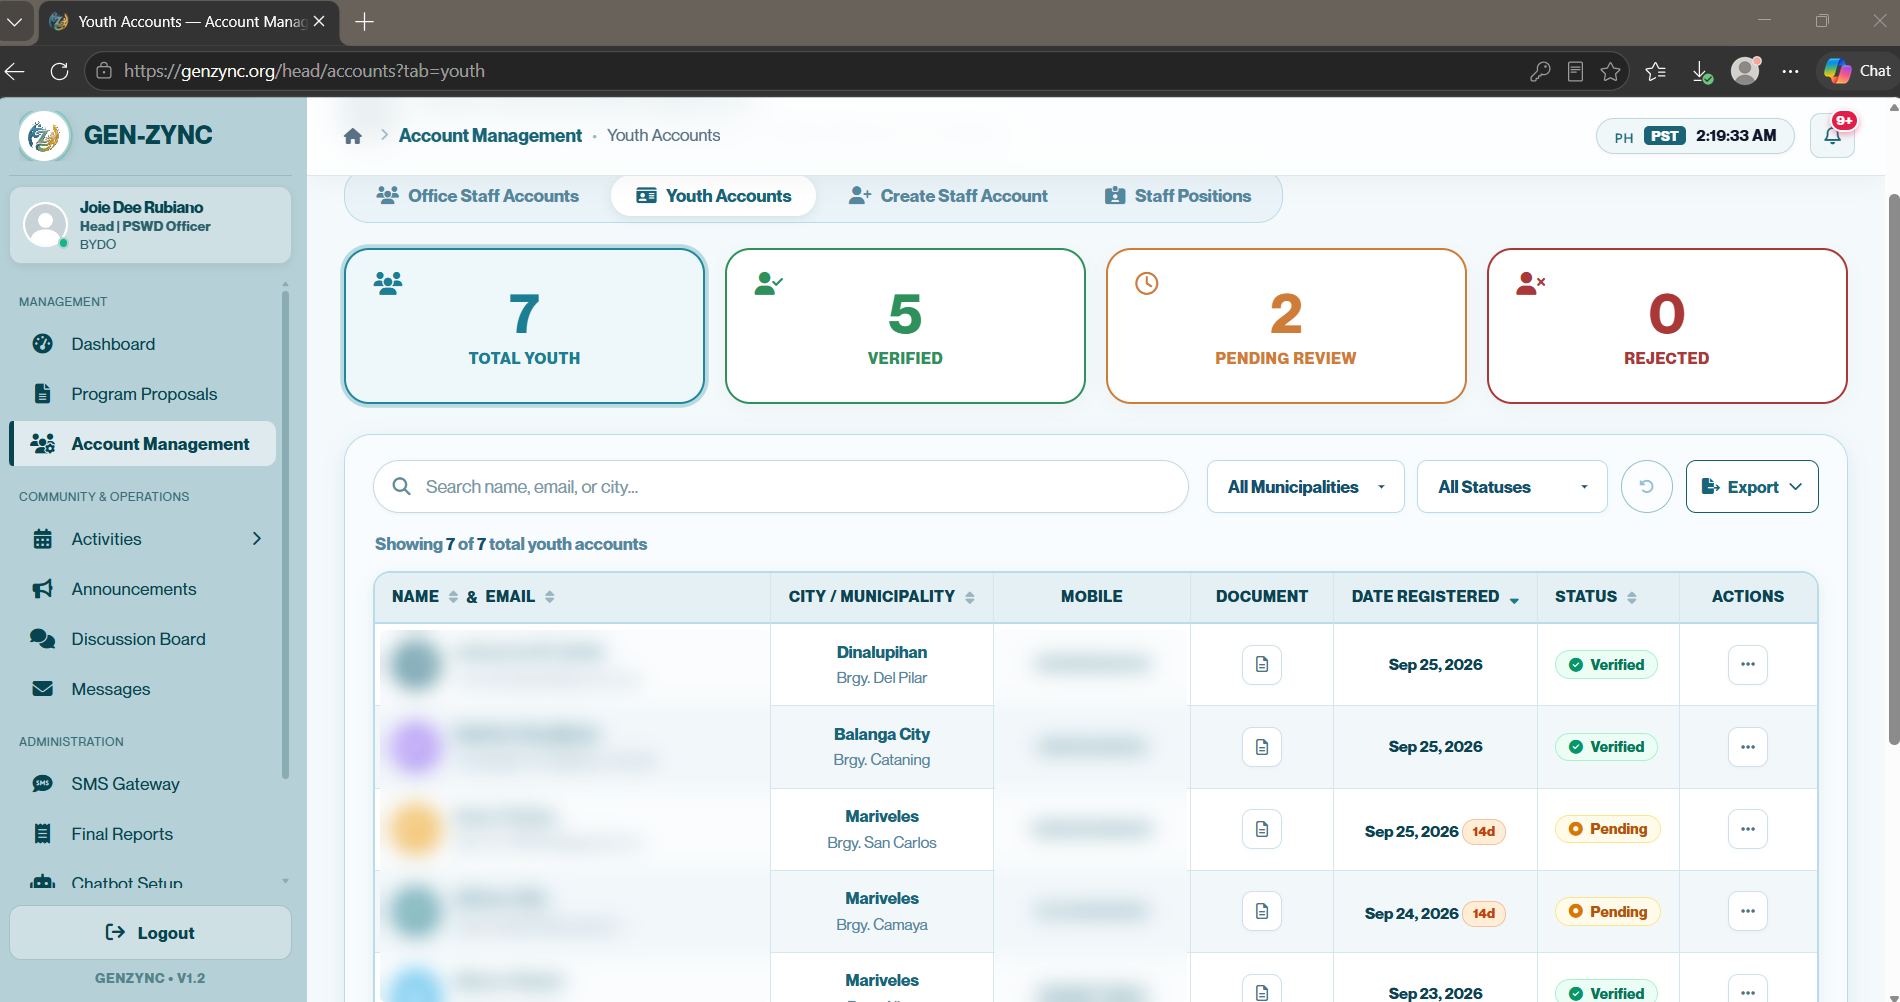 Youth Accounts — Account Manag
https://genzync.org/head/accounts?tab=youth
Chat
GEN-ZYNC
Joie Dee Rubiano
Head | PSWD Officer
BYDO
MANAGEMENT
Dashboard
Program Proposals
Account Management
COMMUNITY & OPERATIONS
Activities
Announcements
Discussion Board
Messages
ADMINISTRATION
SMS
SMS Gateway
Final Reports
Chatbot Setup
Logout
GENZYNC • V1.2
Account Management • Youth Accounts
PH PST 2:19:33 AM
9+
Office Staff Accounts
Youth Accounts
Create Staff Account
Staff Positions
7
TOTAL YOUTH
5
VERIFIED
2
PENDING REVIEW
0
REJECTED
Search name, email, or city...
All Municipalities
All Statuses
Export
Showing 7 of 7 total youth accounts
NAME & EMAIL CITY / MUNICIPALITY MOBILE DOCUMENT DATE REGISTERED STATUS ACTIONS
Dinalupihan
Brgy. Del Pilar
Sep 25, 2026
Verified
Balanga City
Brgy. Cataning
Sep 25, 2026
Verified
Mariveles
Brgy. San Carlos
Sep 25, 2026 14d
Pending
Mariveles
Brgy. Camaya
Sep 24, 2026 14d
Pending
Mariveles
Sep 23, 2026
Verified